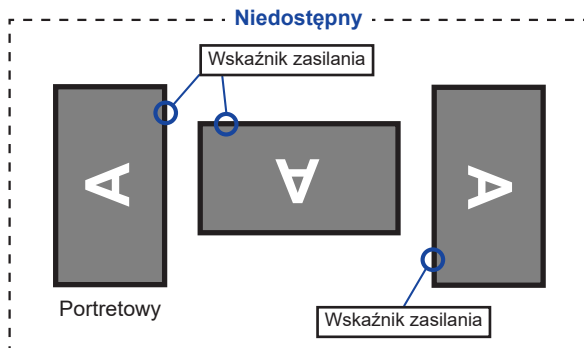 Niedostępny
Wskaźnik zasilania
A
A
A
Portretowy
Wskaźnik zasilania